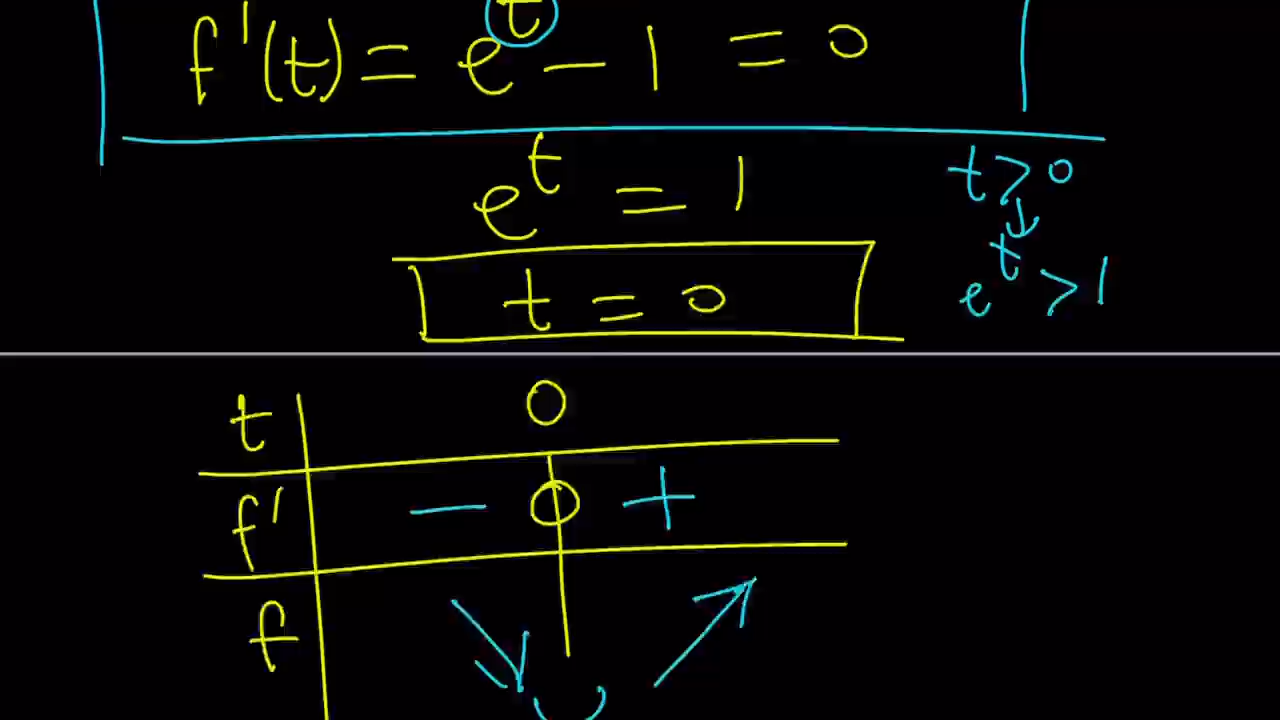 f'(t) = e^t - 1 = 0
e^t = 1
t > 0
↓
e^t > 1
t = 0
t 0
f' - 0 +
f ↘ ↗